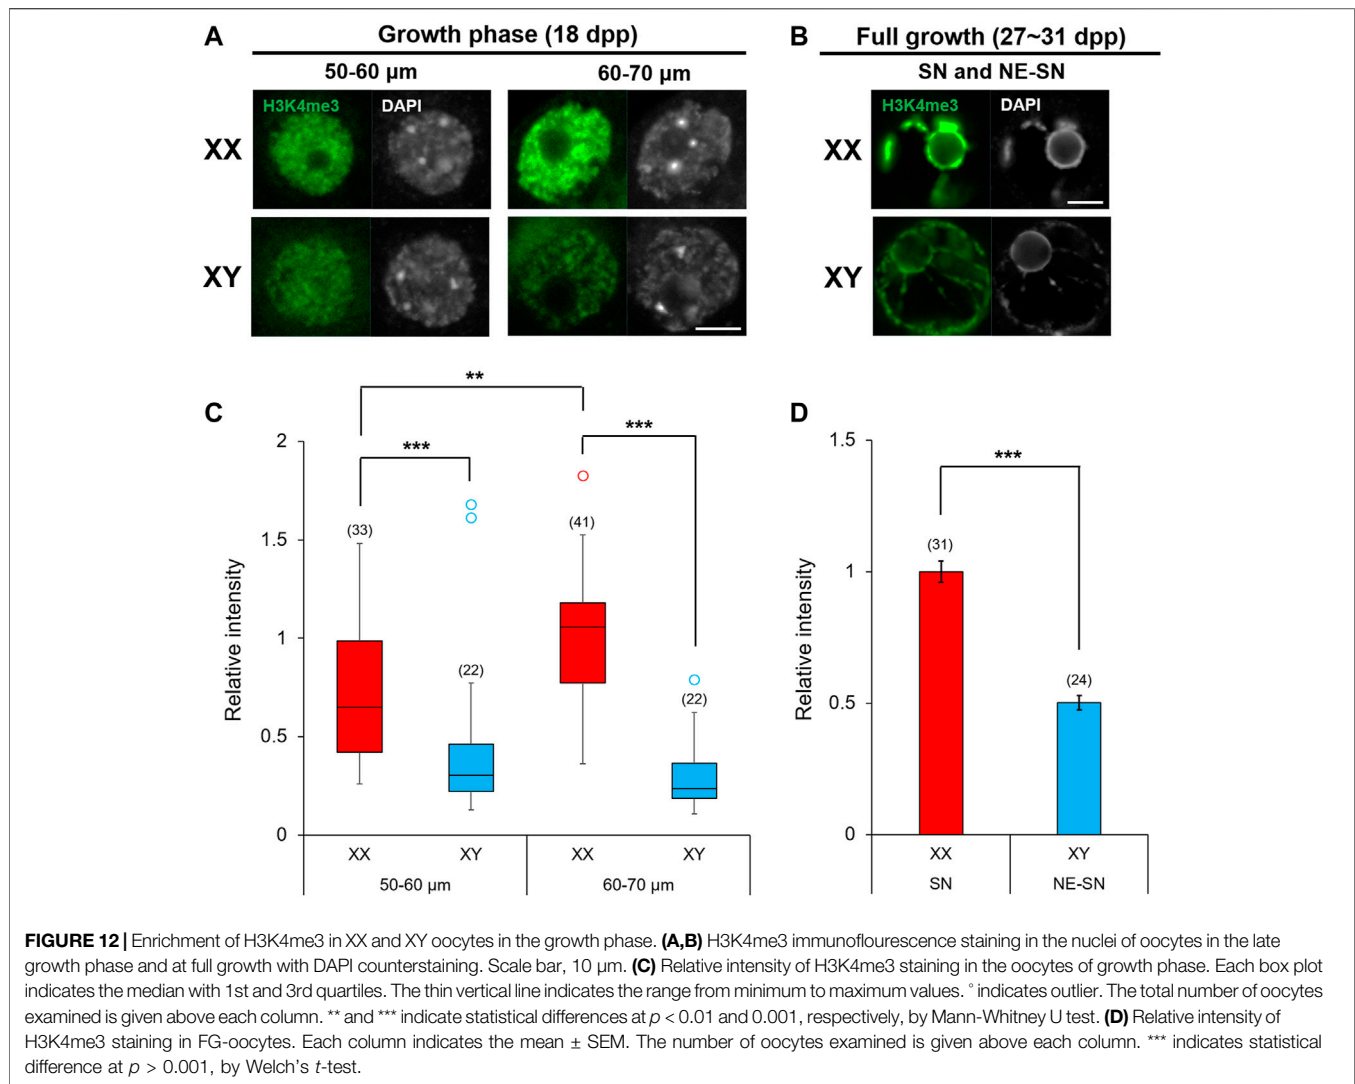 A
Growth phase (18 dpp)
50-60 µm
60-70 µm
H3K4me3
DAPI
XX
XY
B
Full growth (27~31 dpp)
SN and NE-SN
H3K4me3
DAPI
XX
XY
C
Relative intensity
2
1.5
1
0.5
0
**
***
***
(33)
(22)
(41)
(22)
XX
XY
XX
XY
50-60 µm
60-70 µm
D
Relative intensity
1.5
1
0.5
0
***
(31)
(24)
XX
XY
SN
NE-SN
FIGURE 12 | Enrichment of H3K4me3 in XX and XY oocytes in the growth phase. (A,B) H3K4me3 immunoflourescence staining in the nuclei of oocytes in the late
growth phase and at full growth with DAPI counterstaining. Scale bar, 10 µm. (C) Relative intensity of H3K4me3 staining in the oocytes of growth phase. Each box plot
indicates the median with 1st and 3rd quartiles. The thin vertical line indicates the range from minimum to maximum values. ° indicates outlier. The total number of oocytes
examined is given above each column. ** and *** indicate statistical differences at p < 0.01 and 0.001, respectively, by Mann-Whitney U test. (D) Relative intensity of
H3K4me3 staining in FG-oocytes. Each column indicates the mean ± SEM. The number of oocytes examined is given above each column. *** indicates statistical
difference at p > 0.001, by Welch's t-test.